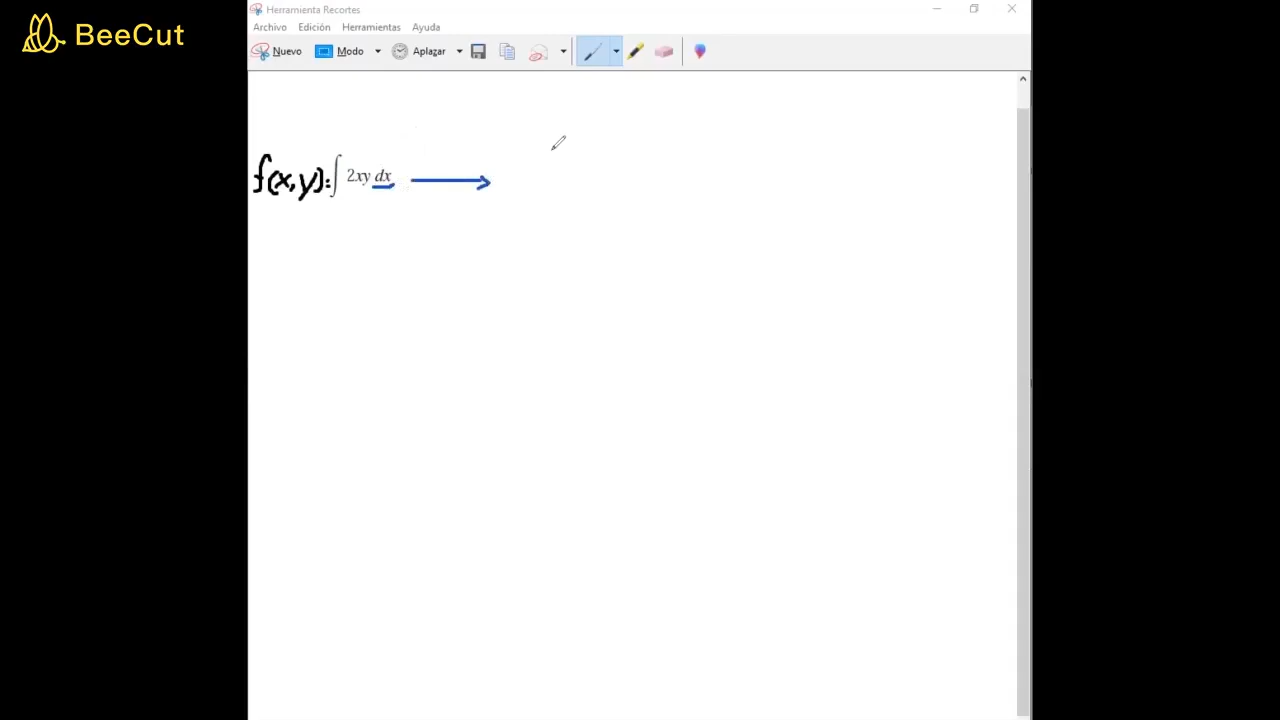 BeeCut
Herramienta Recortes
Archivo Edición Herramientas Ayuda
Nuevo Modo Aplazar
f(x,y): ∫ 2xy dx